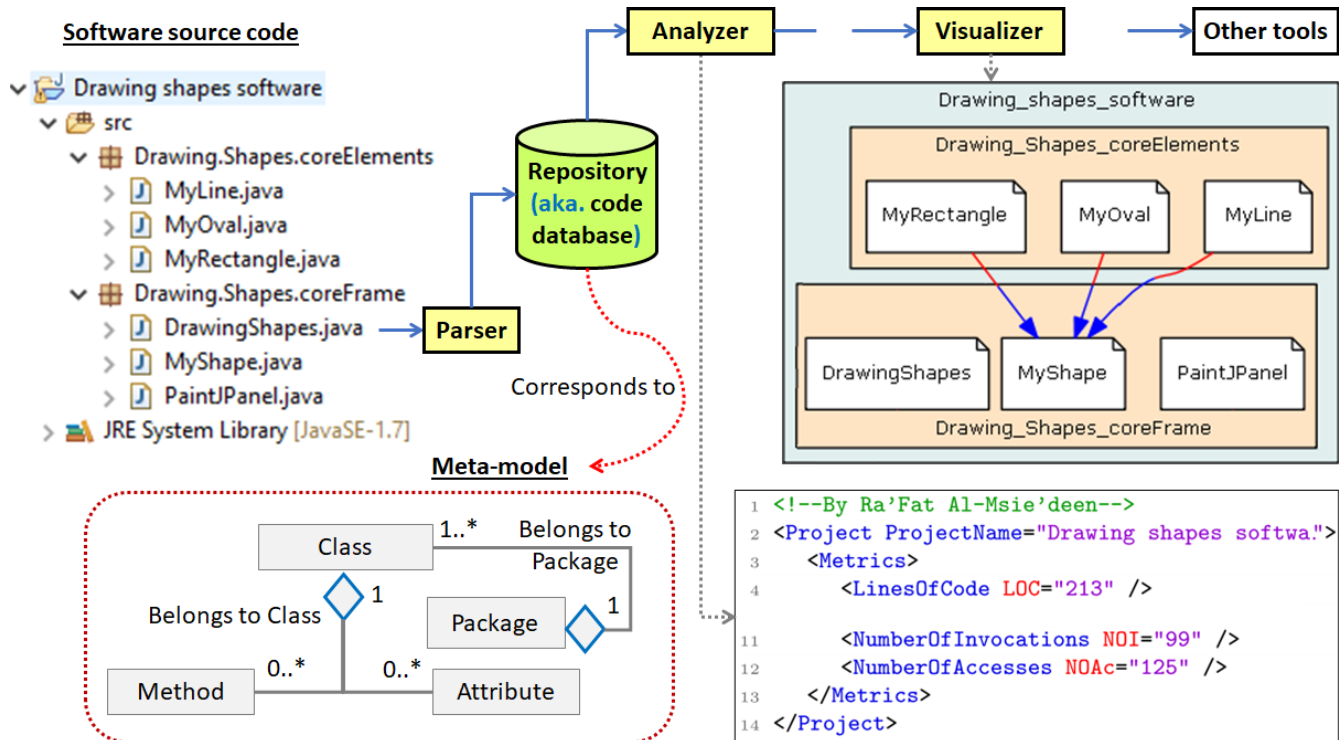 Software source code
Drawing shapes software
src
Drawing.Shapes.coreElements
MyLine.java
MyOval.java
MyRectangle.java
Drawing.Shapes.coreFrame
DrawingShapes.java
MyShape.java
PaintJPanel.java
JRE System Library [JavaSE-1.7]
Parser
Repository
(aka. code
database)
Analyzer
Visualizer
Other tools
Drawing_shapes_software
Drawing_Shapes_coreElements
MyRectangle
MyOval
MyLine
DrawingShapes
MyShape
PaintJPanel
Drawing_Shapes_coreFrame
Corresponds to
Meta-model
Class
1..*
Belongs to
Package
1
Belongs to Class
Package
1
0..*
0..*
Method
Attribute
1 <!--By Ra'Fat Al-Msie'deen-->
2 <Project ProjectName="Drawing shapes softwa.">
3 <Metrics>
4 <LinesOfCode LOC="213" />
11 <NumberOfInvocations NOI="99" />
12 <NumberOfAccesses NOAc="125" />
13 </Metrics>
14 </Project>